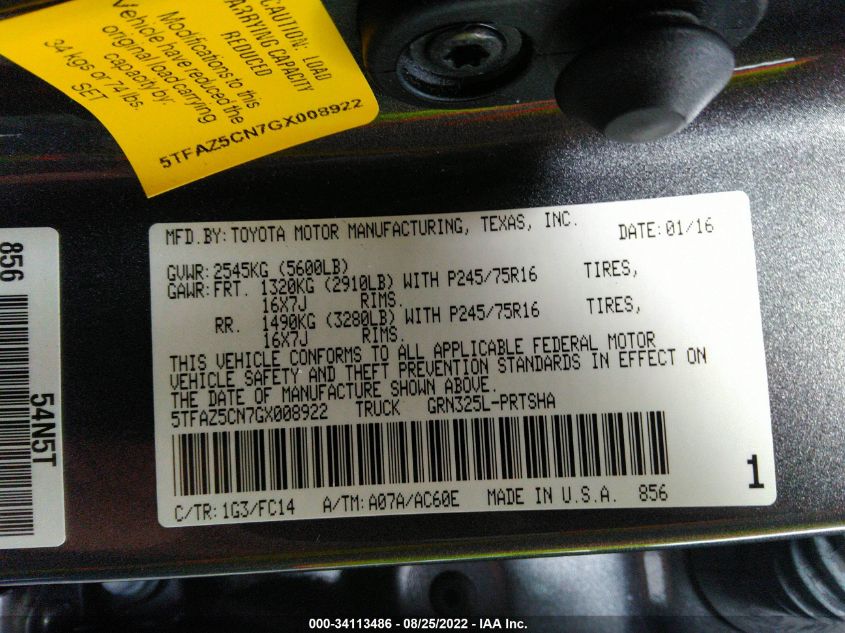 CAUTION: LOAD
CARRYING CAPACITY
REDUCED
Modifications to this
Vehicle have reduced the
original load carrying
capacity by:
34 kgs or 74 lbs.
SET
5TFAZ5CN7GX008922
856
54N5T
MFD.BY: TOYOTA MOTOR MANUFACTURING, TEXAS, INC. DATE: 01/16
GVWR: 2545KG (5600LB)
GAWR: FRT. 1320KG (2910LB) WITH P245/75R16 TIRES,
16X7J RIMS.
RR. 1490KG (3280LB) WITH P245/75R16 TIRES,
16X7J RIMS.
THIS VEHICLE CONFORMS TO ALL APPLICABLE FEDERAL MOTOR
VEHICLE SAFETY AND THEFT PREVENTION STANDARDS IN EFFECT ON
THE DATE OF MANUFACTURE SHOWN ABOVE.
5TFAZ5CN7GX008922 TRUCK GRN325L-PRTSHA
1
C/TR: 1G3/FC14 A/TM: A07A/AC60E MADE IN U.S.A. 856
000-34113486 - 08/25/2022 - IAA Inc.